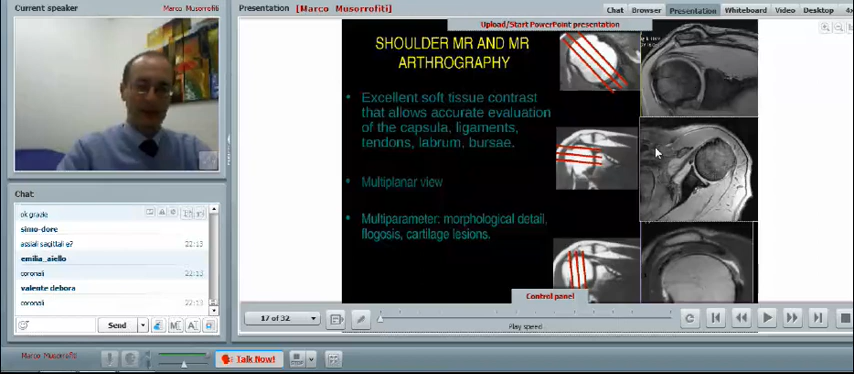 Current speaker
Marco Musorrofiti
Presentation
[Marco Musorrofiti]
Chat
Browser
Presentation
Whiteboard
Video
Desktop
4x
Upload/Start PowerPoint presentation
SHOULDER MR AND MR
ARTHROGRAPHY
• Excellent soft tissue contrast
that allows accurate evaluation
of the capsula, ligaments,
tendons, labrum, bursae.
• Multiplanar view
• Multiparameter: morphological detail,
flogosis, cartilage lesions.
Chat
ok grazie
simo-dore
assiali sagittali e?
22:13
emilia_aiello
coronali
22:13
valente debora
coronali
22:13
Send
Control panel
17 of 32
Play speed
Marco Musorrofiti
Talk Now!